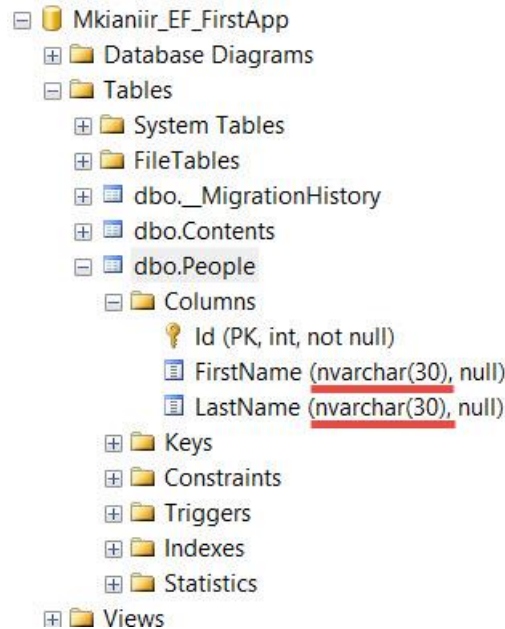 Mkianiir_EF_FirstApp
Database Diagrams
Tables
System Tables
FileTables
dbo.__MigrationHistory
dbo.Contents
dbo.People
Columns
Id (PK, int, not null)
FirstName (nvarchar(30), null)
LastName (nvarchar(30), null)
Keys
Constraints
Triggers
Indexes
Statistics
Views